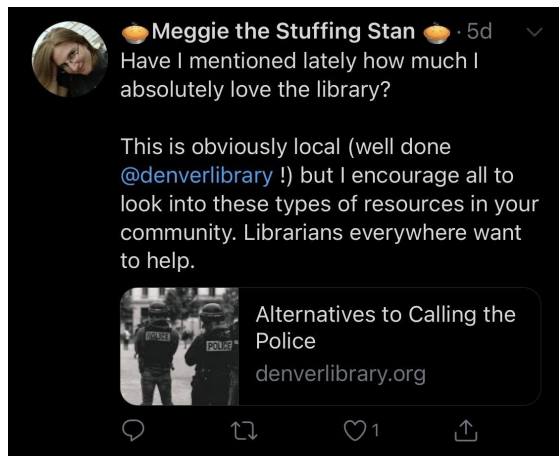 Meggie the Stuffing Stan · 5d
Have I mentioned lately how much I
absolutely love the library?
This is obviously local (well done
@denverlibrary !) but I encourage all to
look into these types of resources in your
community. Librarians everywhere want
to help.
POLICE
POLICE
Alternatives to Calling the
Police
denverlibrary.org
1